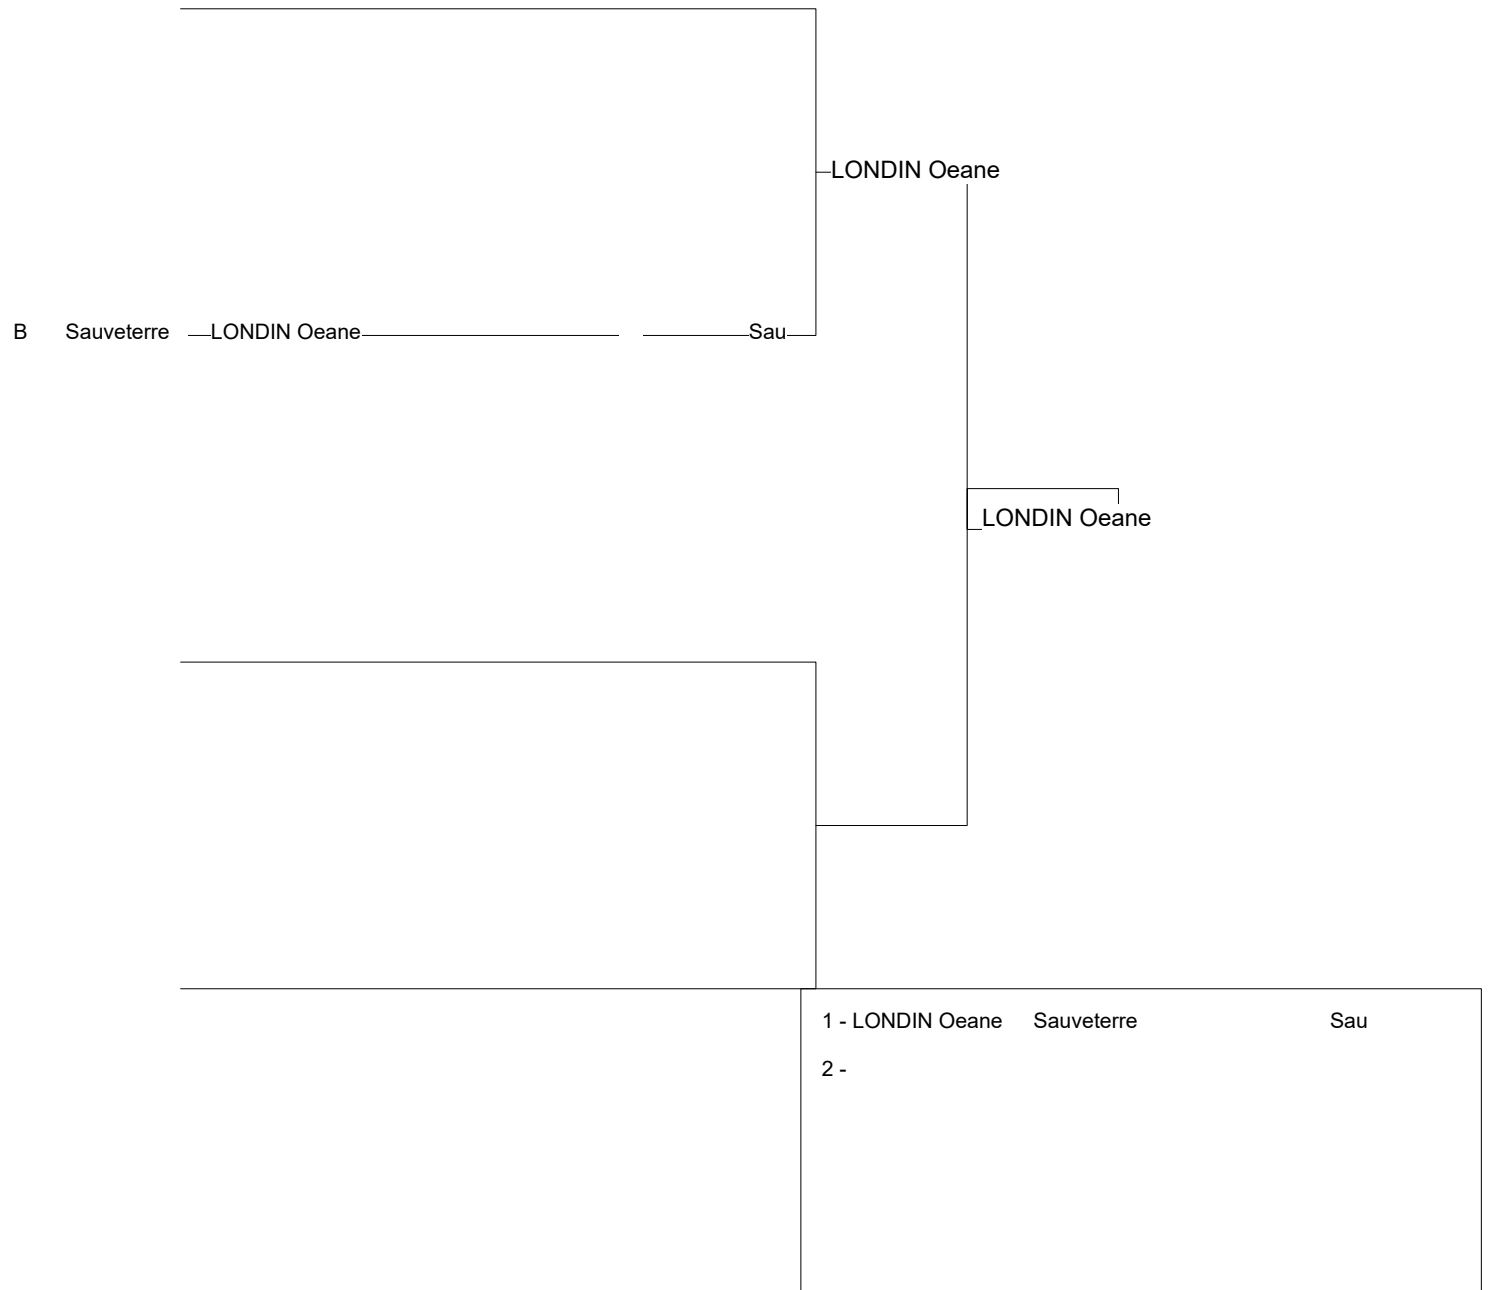 LONDIN Oeane
B Sauveterre LONDIN Oeane Sau
LONDIN Oeane
1 - LONDIN Oeane Sauveterre Sau
2 -